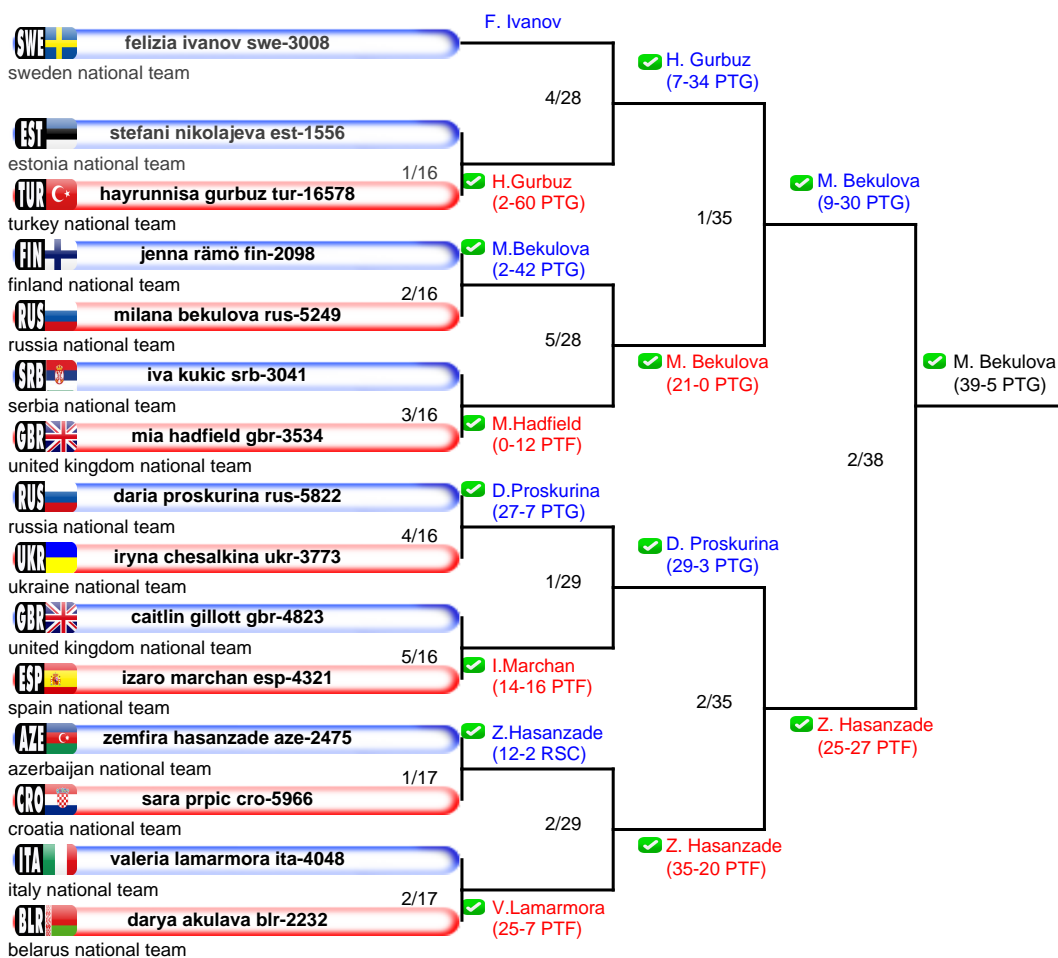 F. Ivanov
SWE felizia ivanov swe-3008
sweden national team
H. Gurbuz
(7-34 PTG)
4/28
EST stefani nikolajeva est-1556
estonia national team
1/16
TUR hayrunnisa gurbuz tur-16578
turkey national team
H.Gurbuz
(2-60 PTG)
M. Bekulova
(9-30 PTG)
1/35
FIN jenna rämö fin-2098
finland national team
M.Bekulova
(2-42 PTG)
2/16
RUS milana bekulova rus-5249
russia national team
5/28
M. Bekulova
(21-0 PTG)
SRB iva kukic srb-3041
serbia national team
3/16
GBR mia hadfield gbr-3534
united kingdom national team
M.Hadfield
(0-12 PTF)
M. Bekulova
(39-5 PTG)
2/38
RUS daria proskurina rus-5822
russia national team
D.Proskurina
(27-7 PTG)
4/16
UKR iryna chesalkina ukr-3773
ukraine national team
D. Proskurina
(29-3 PTG)
1/29
GBR caitlin gillott gbr-4823
united kingdom national team
5/16
ESP izaro marchan esp-4321
spain national team
I.Marchan
(14-16 PTF)
2/35
AZE zemfira hasanzade aze-2475
azerbaijan national team
Z.Hasanzade
(12-2 RSC)
Z. Hasanzade
(25-27 PTF)
1/17
CRO sara prpic cro-5966
croatia national team
2/29
Z. Hasanzade
(35-20 PTF)
ITA valeria lamarmora ita-4048
italy national team
2/17
BLR darya akulava blr-2232
belarus national team
V.Lamarmora
(25-7 PTF)